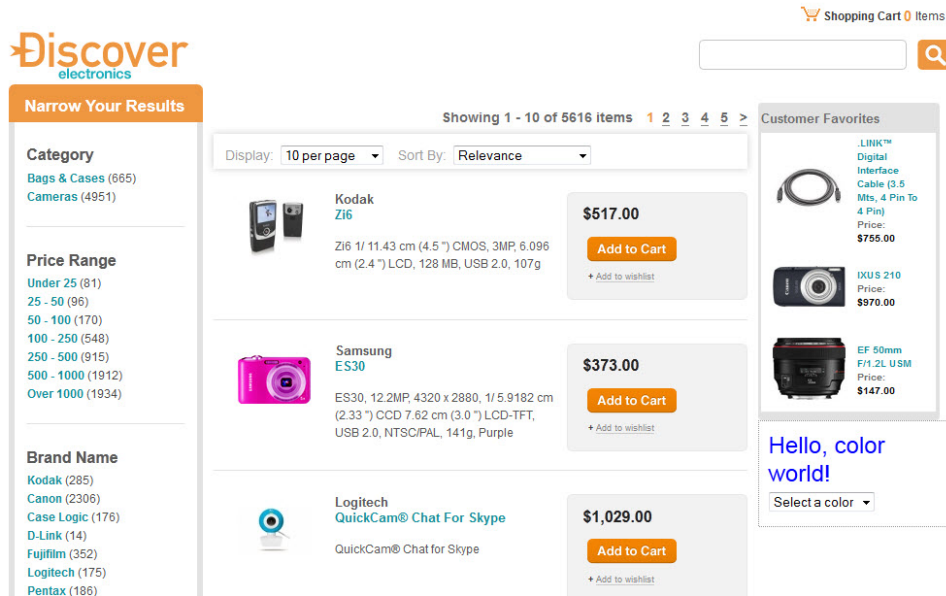 Shopping Cart 0 Items
Discover
electronics
Narrow Your Results
Category
Bags & Cases (665)
Cameras (4951)
Price Range
Under 25 (81)
25 - 50 (96)
50 - 100 (170)
100 - 250 (548)
250 - 500 (915)
500 - 1000 (1912)
Over 1000 (1934)
Brand Name
Kodak (285)
Canon (2306)
Case Logic (176)
D-Link (14)
Fujifilm (352)
Logitech (175)
Pentax (186)
Showing 1 - 10 of 5616 items 1 2 3 4 5 >
Display: 10 per page Sort By: Relevance
Kodak
Zi6
Zi6 1/ 11.43 cm (4.5 ") CMOS, 3MP, 6.096
cm (2.4 ") LCD, 128 MB, USB 2.0, 107g
$517.00
Add to Cart
+ Add to wishlist
Samsung
ES30
ES30, 12.2MP, 4320 x 2880, 1/ 5.9182 cm
(2.33 ") CCD 7.62 cm (3.0 ") LCD-TFT,
USB 2.0, NTSC/PAL, 141g, Purple
$373.00
Add to Cart
+ Add to wishlist
Logitech
QuickCam® Chat For Skype
QuickCam® Chat for Skype
$1,029.00
Add to Cart
+ Add to wishlist
Customer Favorites
.LINK™
Digital
Interface
Cable (3.5
Mts, 4 Pin To
4 Pin)
Price:
$755.00
IXUS 210
Price:
$970.00
EF 50mm
F/1.2L USM
Price:
$147.00
Hello, color
world!
Select a color